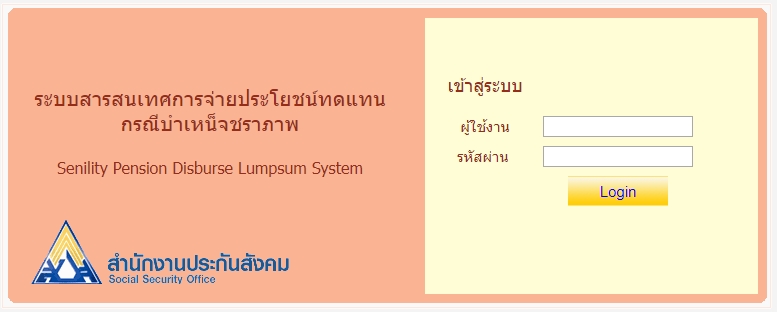 ระบบสารสนเทศการจ่ายประโยชน์ทดแทน
กรณีบำเหน็จชราภาพ
Senility Pension Disburse Lumpsum System
สำนักงานประกันสังคม
Social Security Office
เข้าสู่ระบบ
ผู้ใช้งาน
รหัสผ่าน
Login